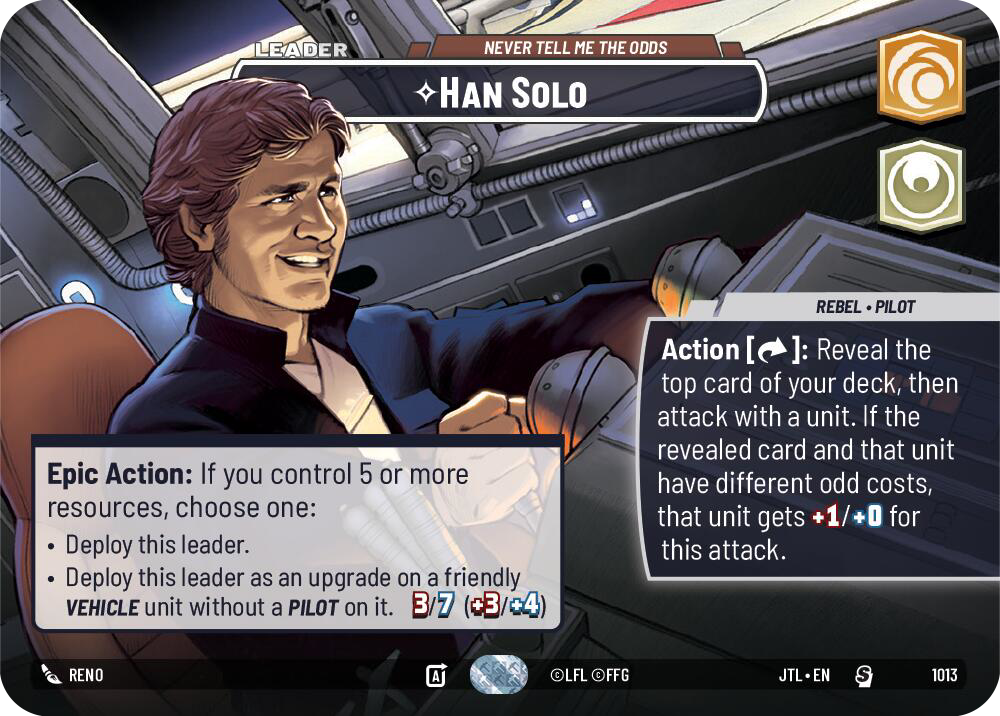 LEADER
NEVER TELL ME THE ODDS
HAN SOLO
REBEL • PILOT
Action [ ]: Reveal the
top card of your deck, then
attack with a unit. If the
revealed card and that unit
have different odd costs,
that unit gets +1/+0 for
this attack.
Epic Action: If you control 5 or more
resources, choose one:
• Deploy this leader.
• Deploy this leader as an upgrade on a friendly
VEHICLE unit without a PILOT on it. 3/7 (+3/+4)
RENO A ©LFL ©FFG JTL•EN S 1013